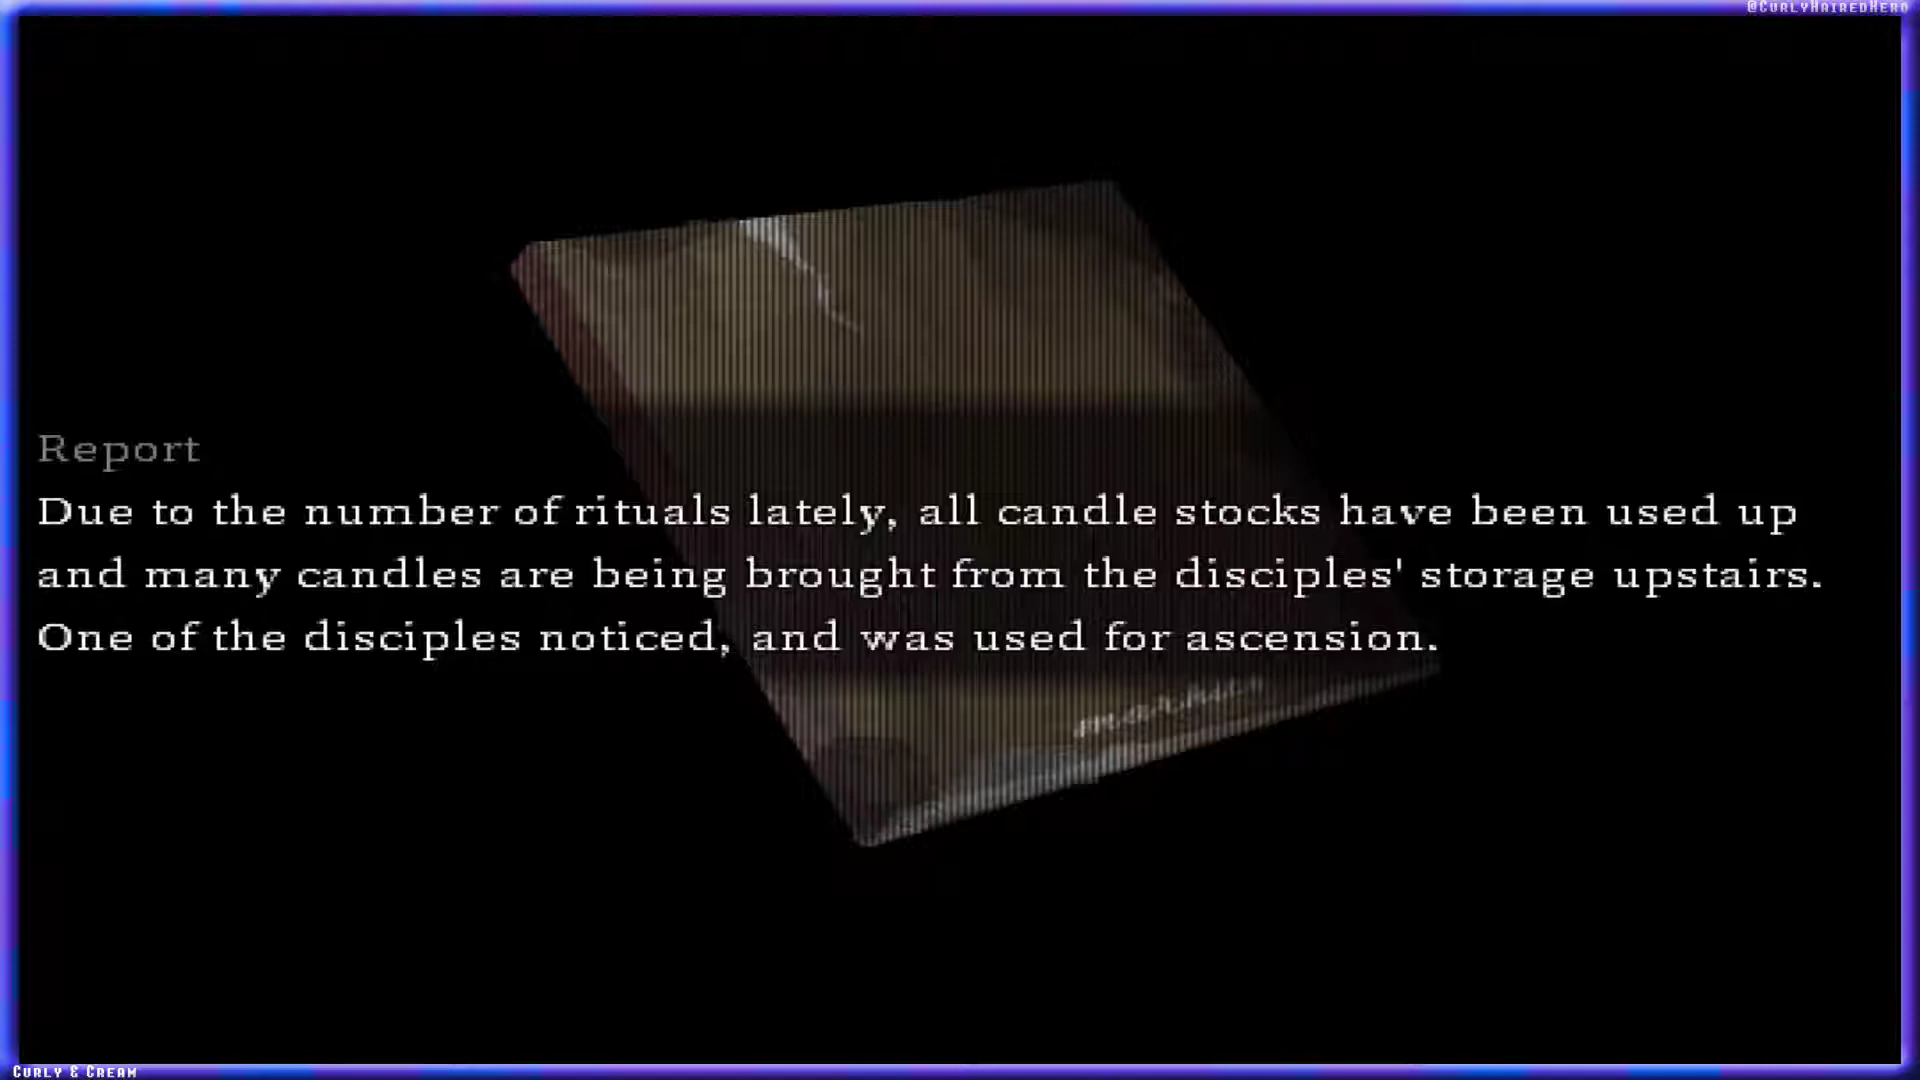 @CurlyHairedHero
Report
Due to the number of rituals lately, all candle stocks have been used up
and many candles are being brought from the disciples' storage upstairs.
One of the disciples noticed, and was used for ascension.
Curly & Cream